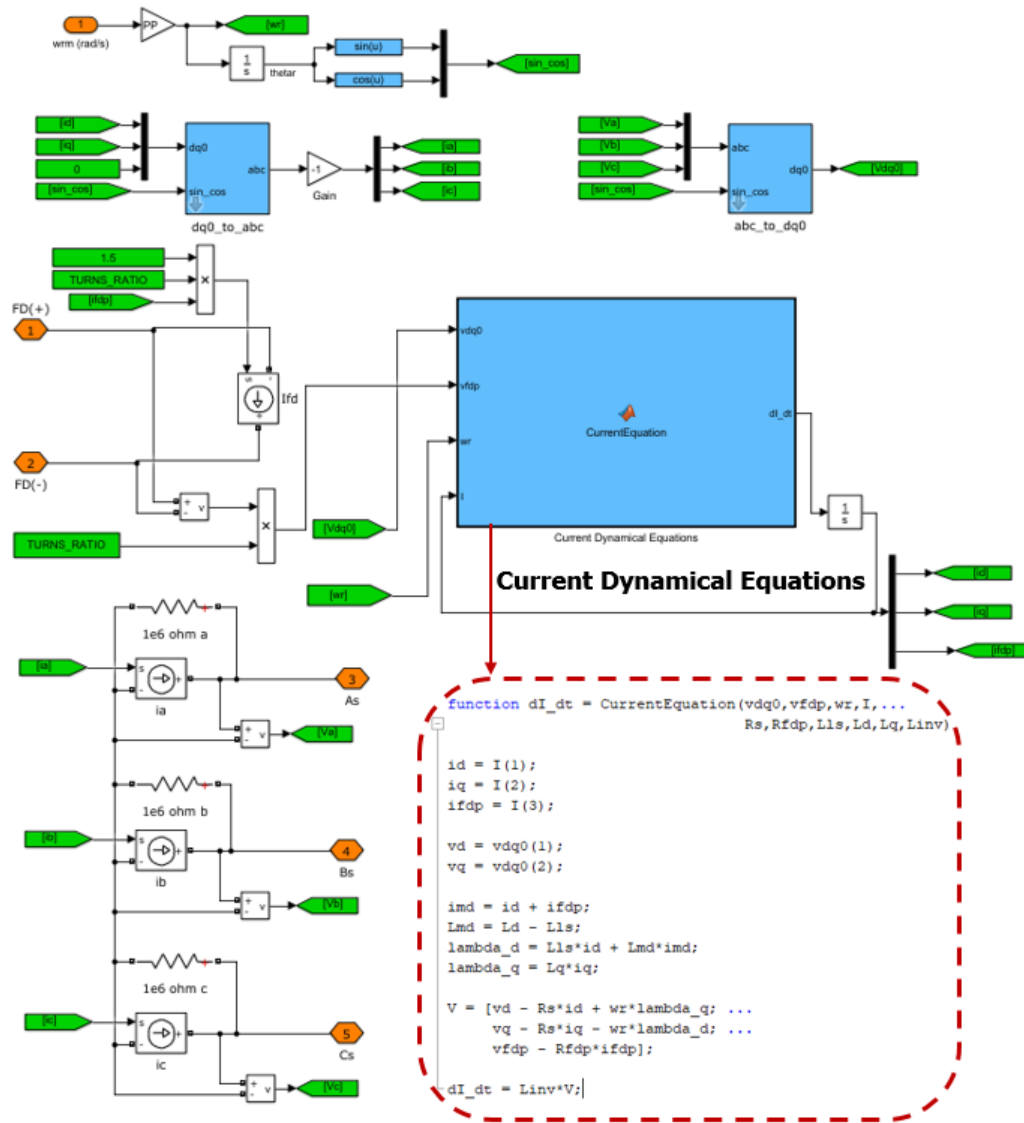 1
wrm (rad/s)
PP
[wr]
1
s
thetar
sin(u)
cos(u)
[sin_cos]
[id]
[iq]
0
[sin_cos]
dq0
sin_cos
abc
dq0_to_abc
-1
Gain
[ia]
[ib]
[ic]
[Va]
[Vb]
[Vc]
[sin_cos]
abc
sin_cos
dq0
abc_to_dq0
[Vdq0]
1.5
TURNS_RATIO
[ifdp]
×
FD(+)
1
Ifd
2
FD(-)
+
-
v
×
TURNS_RATIO
[Vdq0]
[wr]
vdq0
vfdp
wr
I
CurrentEquation
dI_dt
Current Dynamical Equations
1
s
[id]
[iq]
[ifdp]
Current Dynamical Equations
1e6 ohm a
[ia]
s
-
+
ia
3
As
+
-
v
[Va]
1e6 ohm b
[ib]
s
-
+
ib
4
Bs
+
-
v
[Vb]
1e6 ohm c
[ic]
s
-
+
ic
5
Cs
+
-
v
[Vc]
function dI_dt = CurrentEquation(vdq0,vfdp,wr,I,...
Rs,Rfdp,Lls,Ld,Lq,Linv)
id = I(1);
iq = I(2);
ifdp = I(3);
vd = vdq0(1);
vq = vdq0(2);
imd = id + ifdp;
Lmd = Ld - Lls;
lambda_d = Lls*id + Lmd*imd;
lambda_q = Lq*iq;
V = [vd - Rs*id + wr*lambda_q; ...
vq - Rs*iq - wr*lambda_d; ...
vfdp - Rfdp*ifdp];
dI_dt = Linv*V;